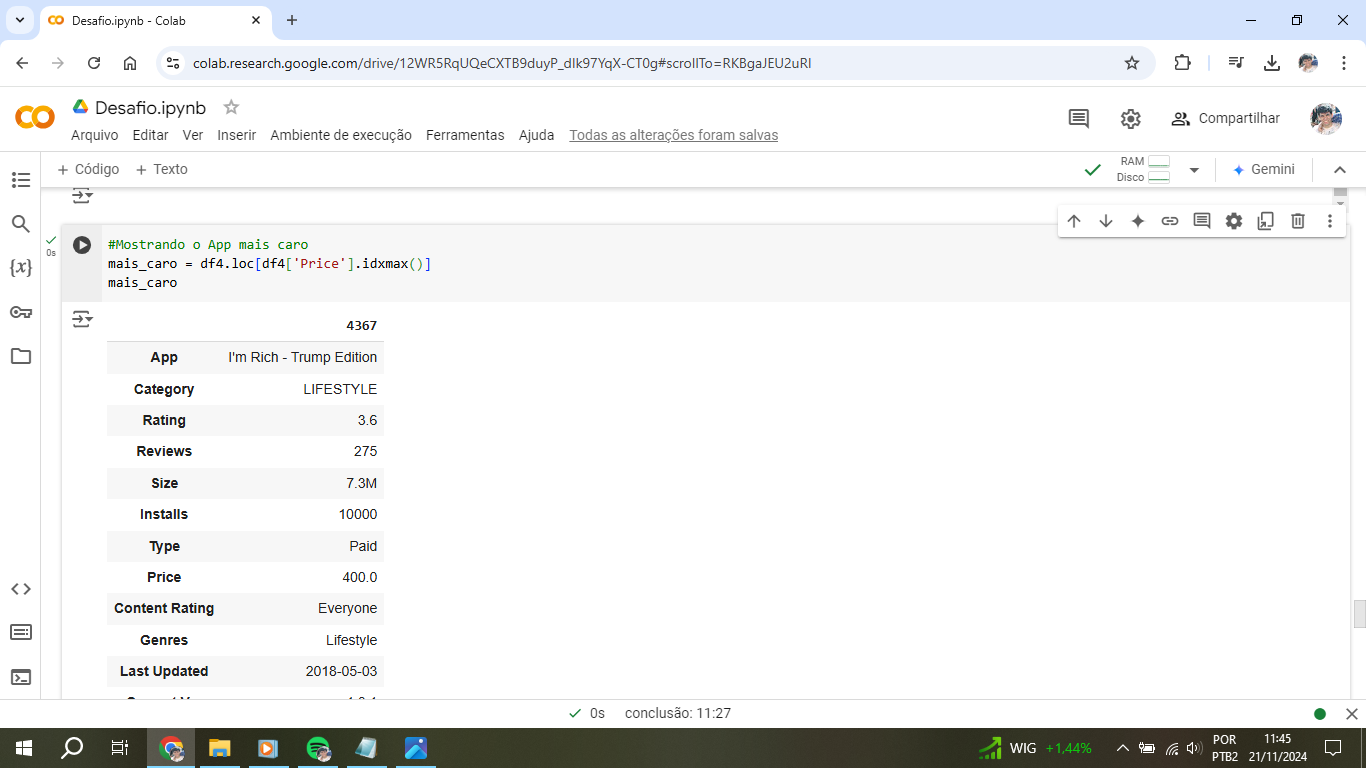 Desafio.ipynb - Colab
colab.research.google.com/drive/12WR5RqUQeCXTB9duyP_dIk97YqX-CT0g#scrollTo=RKBgaJEU2uRI
Desafio.ipynb
Arquivo Editar Ver Inserir Ambiente de execução Ferramentas Ajuda Todas as alterações foram salvas
Compartilhar
+ Código + Texto
RAM
Disco
Gemini
0s
#Mostrando o App mais caro
mais_caro = df4.loc[df4['Price'].idxmax()]
mais_caro
{x}
4367
App I'm Rich - Trump Edition
Category LIFESTYLE
Rating 3.6
Reviews 275
Size 7.3M
Installs 10000
Type Paid
Price 400.0
Content Rating Everyone
Genres Lifestyle
Last Updated 2018-05-03
0s conclusão: 11:27
WIG +1,44%
POR
PTB2
11:45
21/11/2024